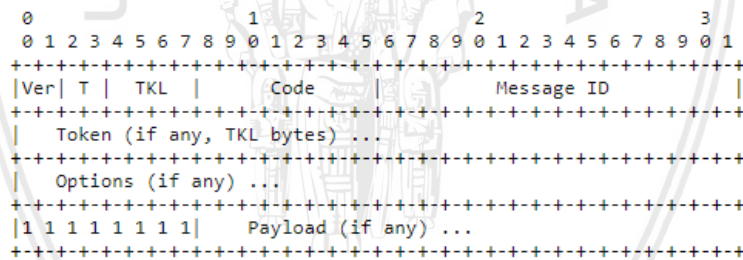 0                   1                   2                   3
 0 1 2 3 4 5 6 7 8 9 0 1 2 3 4 5 6 7 8 9 0 1 2 3 4 5 6 7 8 9 0 1
+-+-+-+-+-+-+-+-+-+-+-+-+-+-+-+-+-+-+-+-+-+-+-+-+-+-+-+-+-+-+-+-+
|Ver| T |  TKL  |      Code     |          Message ID           |
+-+-+-+-+-+-+-+-+-+-+-+-+-+-+-+-+-+-+-+-+-+-+-+-+-+-+-+-+-+-+-+-+
|   Token (if any, TKL bytes) ...
+-+-+-+-+-+-+-+-+-+-+-+-+-+-+-+-+-+-+-+-+-+-+-+-+-+-+-+-+-+-+-+-+
|   Options (if any) ...
+-+-+-+-+-+-+-+-+-+-+-+-+-+-+-+-+-+-+-+-+-+-+-+-+-+-+-+-+-+-+-+-+
|1 1 1 1 1 1 1 1|    Payload (if any) ...
+-+-+-+-+-+-+-+-+-+-+-+-+-+-+-+-+-+-+-+-+-+-+-+-+-+-+-+-+-+-+-+-+